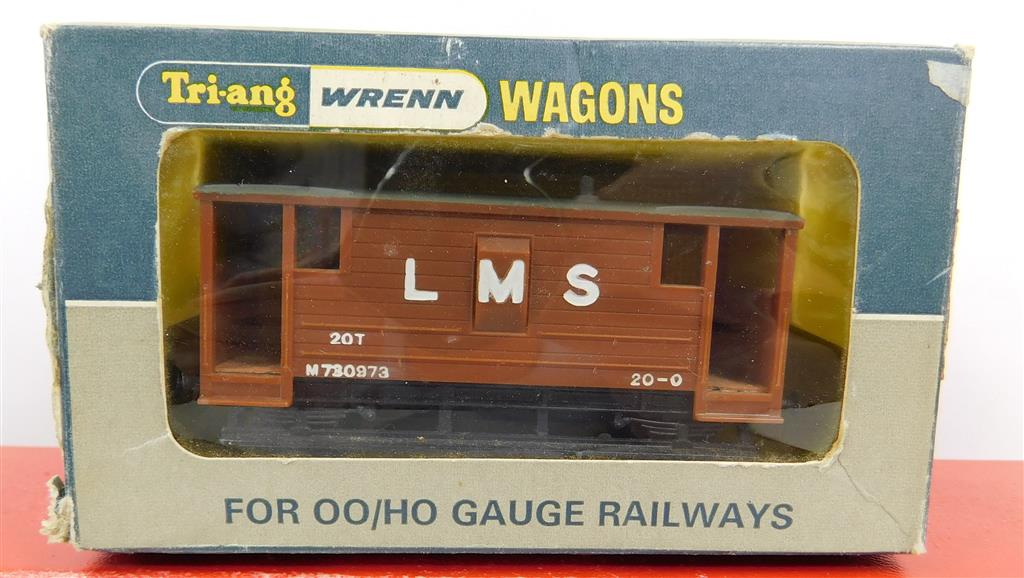 Tri-ang WRENN WAGONS
L M S
20T
M730973 20-0
FOR OO/HO GAUGE RAILWAYS